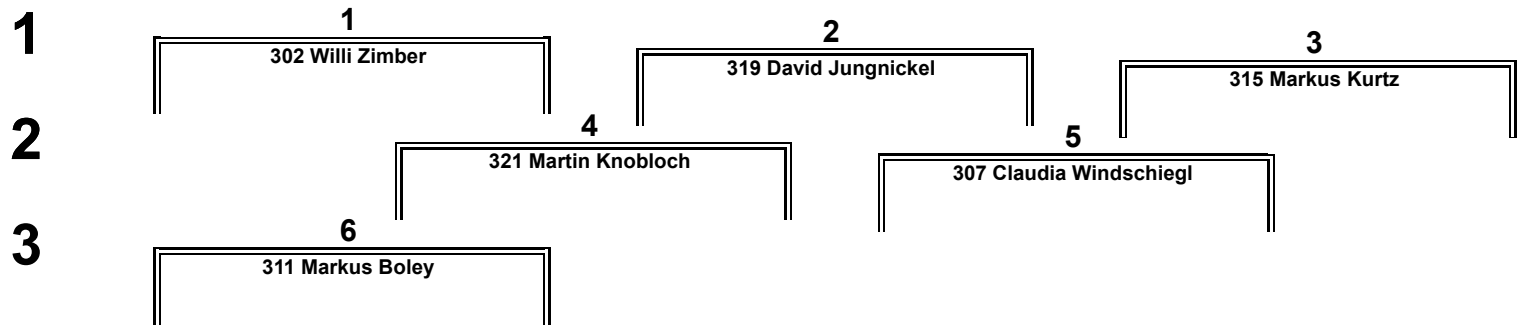 1
1
302 Willi Zimber
2
319 David Jungnickel
3
315 Markus Kurtz
2
4
321 Martin Knobloch
5
307 Claudia Windschiegl
3
6
311 Markus Boley